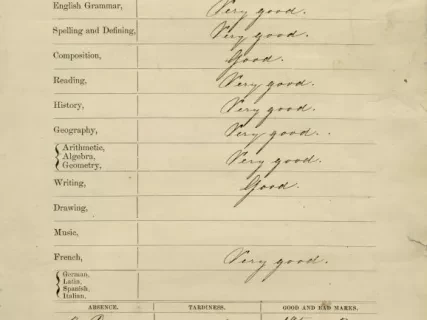 English Grammar, Very good.
Spelling and Defining, Very good.
Composition, Good.
Reading, Very good.
History, Very good.
Geography, Very good.
Arithmetic,
Algebra, Very good.
Geometry,
Writing, Good.
Drawing,
Music,
French, Very good.
German,
Latin,
Spanish,
Italian.
ABSENCE. TARDINESS. GOOD AND BAD MARKS.